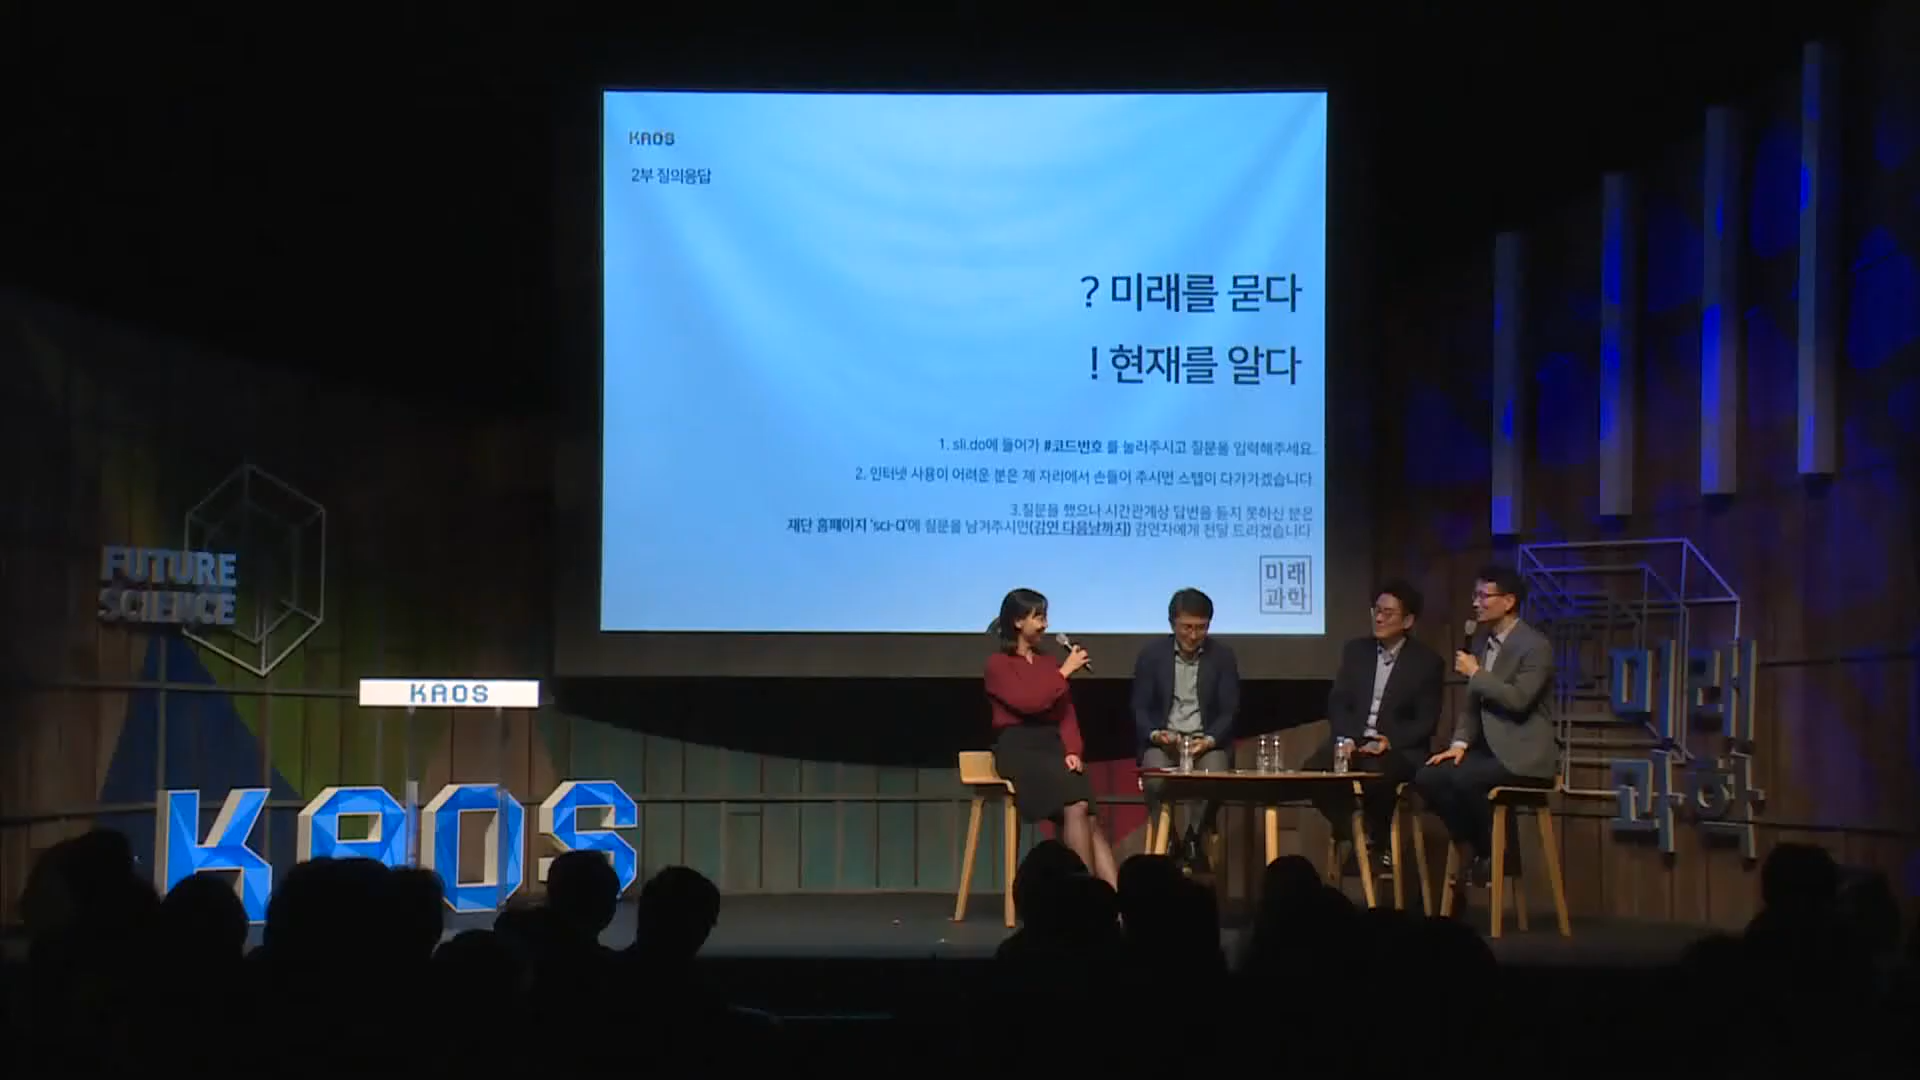 KAOS
2부 질의응답
? 미래를 묻다
! 현재를 알다
1. sli.do에 들어가 #코드번호 를 눌러주시고 질문을 입력해주세요.
2. 인터넷 사용이 어려운 분은 제 자리에서 손들어 주시면 스텝이 다가가겠습니다.
3.질문을 했으나 시간관계상 답변을 듣지 못하신 분은
재단 홈페이지 'sci-Q'에 질문을 남겨주시면(강연 다음날까지) 강연자에게 전달 드리겠습니다
미래
과학
FUTURE
SCIENCE
KAOS
KAOS
미래
과학